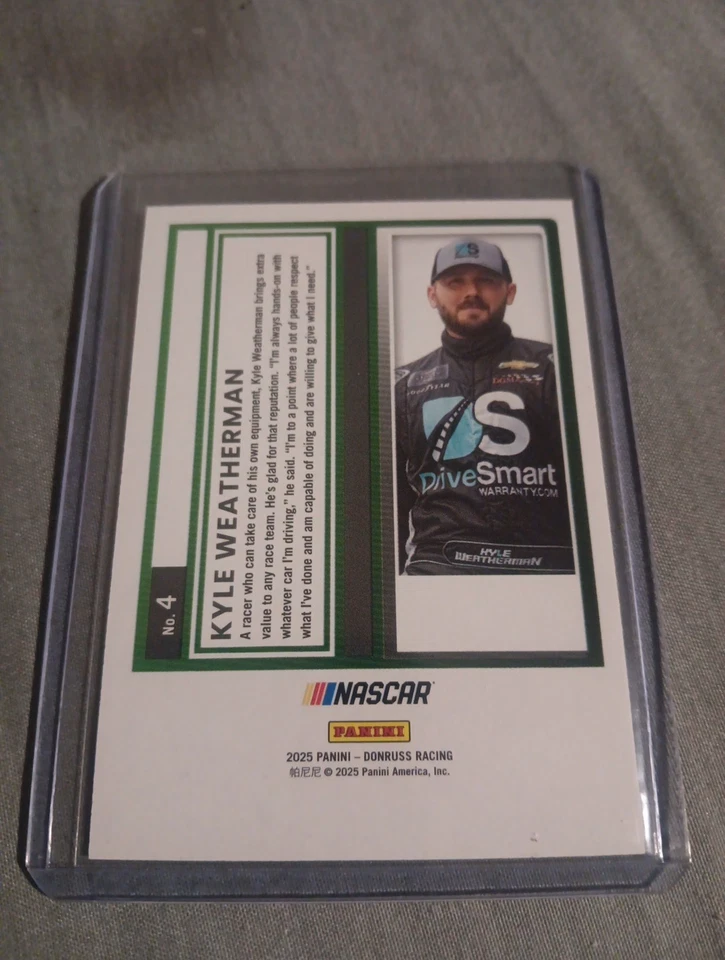 No. 4
KYLE WEATHERMAN
A racer who can take care of his own equipment, Kyle Weatherman brings extra
value to any race team. He's glad for that reputation. "I'm always hands-on with
whatever car I'm driving," he said. "I'm to a point where a lot of people respect
what I've done and am capable of doing and are willing to give what I need."
S
CHEVROLET
GOODYEAR
S
DriveSmart
WARRANTY.COM
KYLE
WEATHERMAN
NASCAR
PANINI
2025 PANINI – DONRUSS RACING
帕尼尼 © 2025 Panini America, Inc.